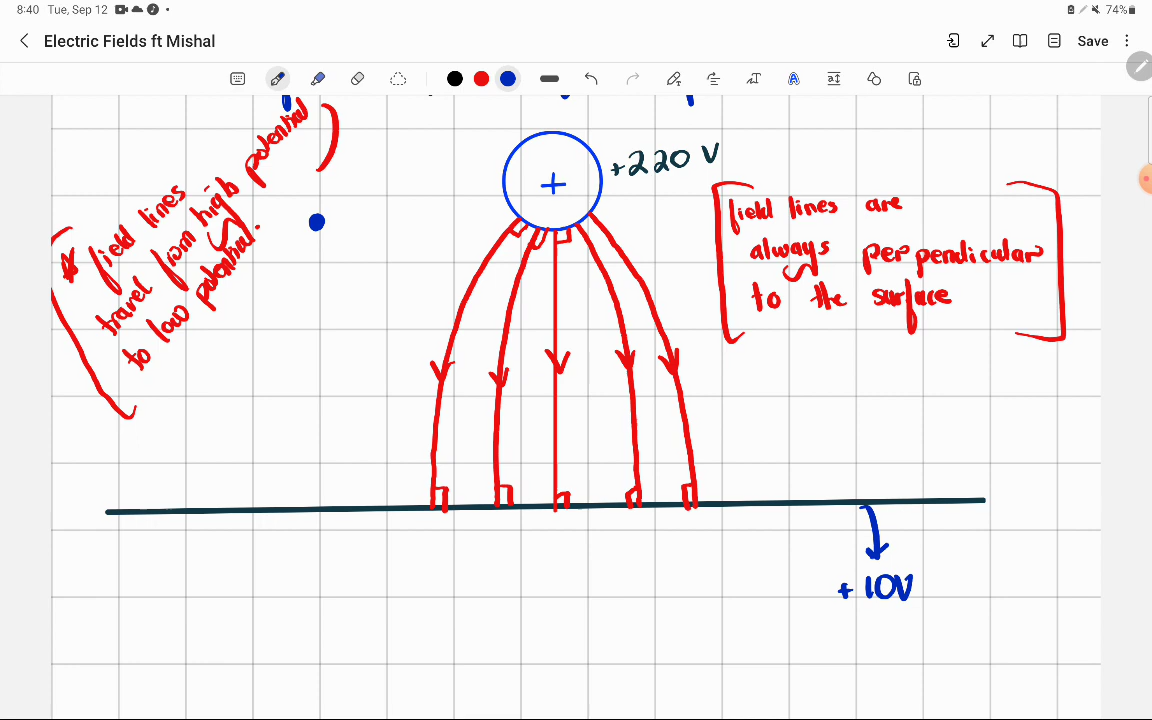 8:40 Tue, Sep 12
74%
Electric Fields ft Mishal
Save
* field lines
travel from high potential
to low potential.
+
+220 V
field lines are
always perpendicular
to the surface
+ 10V